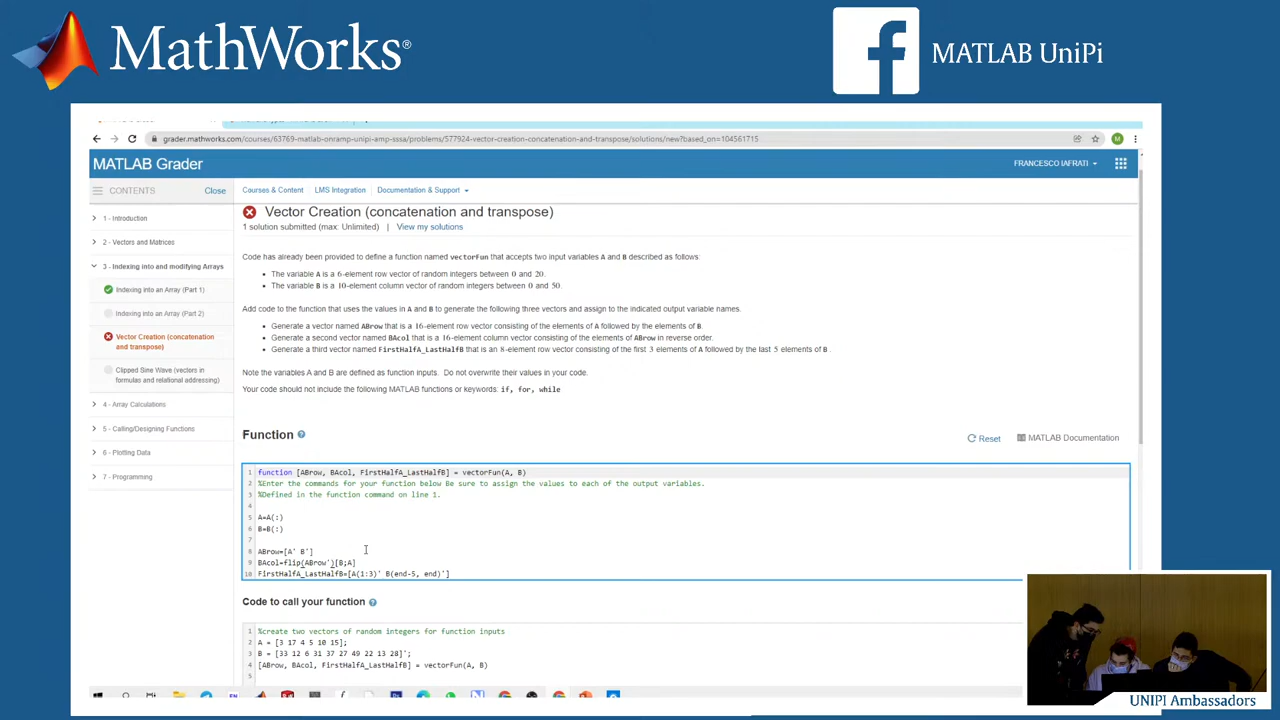 MathWorks®
MATLAB UniPi
grader.mathworks.com/courses/63769-matlab-onramp-unipi-amp-sssa/problems/577924-vector-creation-concatenation-and-transpose/solutions/new?based_on=104561715
M
MATLAB Grader
FRANCESCO IAFRATI
CONTENTS
Close
Courses & Content
LMS Integration
Documentation & Support
1 - Introduction
2 - Vectors and Matrices
3 - Indexing into and modifying Arrays
Indexing into an Array (Part 1)
Indexing into an Array (Part 2)
Vector Creation (concatenation
and transpose)
Clipped Sine Wave (vectors in
formulas and relational addressing)
4 - Array Calculations
5 - Calling/Designing Functions
6 - Plotting Data
7 - Programming
Vector Creation (concatenation and transpose)
1 solution submitted (max: Unlimited) | View my solutions
Code has already been provided to define a function named vectorFun that accepts two input variables A and B described as follows:
• The variable A is a 6-element row vector of random integers between 0 and 20.
• The variable B is a 10-element column vector of random integers between 0 and 50.
Add code to the function that uses the values in A and B to generate the following three vectors and assign to the indicated output variable names.
• Generate a vector named ABrow that is a 16-element row vector consisting of the elements of A followed by the elements of B.
• Generate a second vector named BAcol that is a 16-element column vector consisting of the elements of ABrow in reverse order.
• Generate a third vector named FirstHalfA_LastHalfB that is an 8-element row vector consisting of the first 3 elements of A followed by the last 5 elements of B .
Note the variables A and B are defined as function inputs. Do not overwrite their values in your code.
Your code should not include the following MATLAB functions or keywords: if, for, while
Function
Reset
MATLAB Documentation
1 function [ABrow, BAcol, FirstHalfA_LastHalfB] = vectorFun(A, B)
2 %Enter the commands for your function below Be sure to assign the values to each of the output variables.
3 %Defined in the function command on line 1.
4
5 A=A(:)
6 B=B(:)
7
8 ABrow=[A' B']
9 BAcol=flip(ABrow')[B;A]
10 FirstHalfA_LastHalfB=[A(1:3)' B(end-5, end)']
Code to call your function
1 %create two vectors of random integers for function inputs
2 A = [3 17 4 5 10 15];
3 B = [33 12 6 31 37 27 49 22 13 28]';
4 [ABrow, BAcol, FirstHalfA_LastHalfB] = vectorFun(A, B)
5
EN
UNIPI Ambassadors